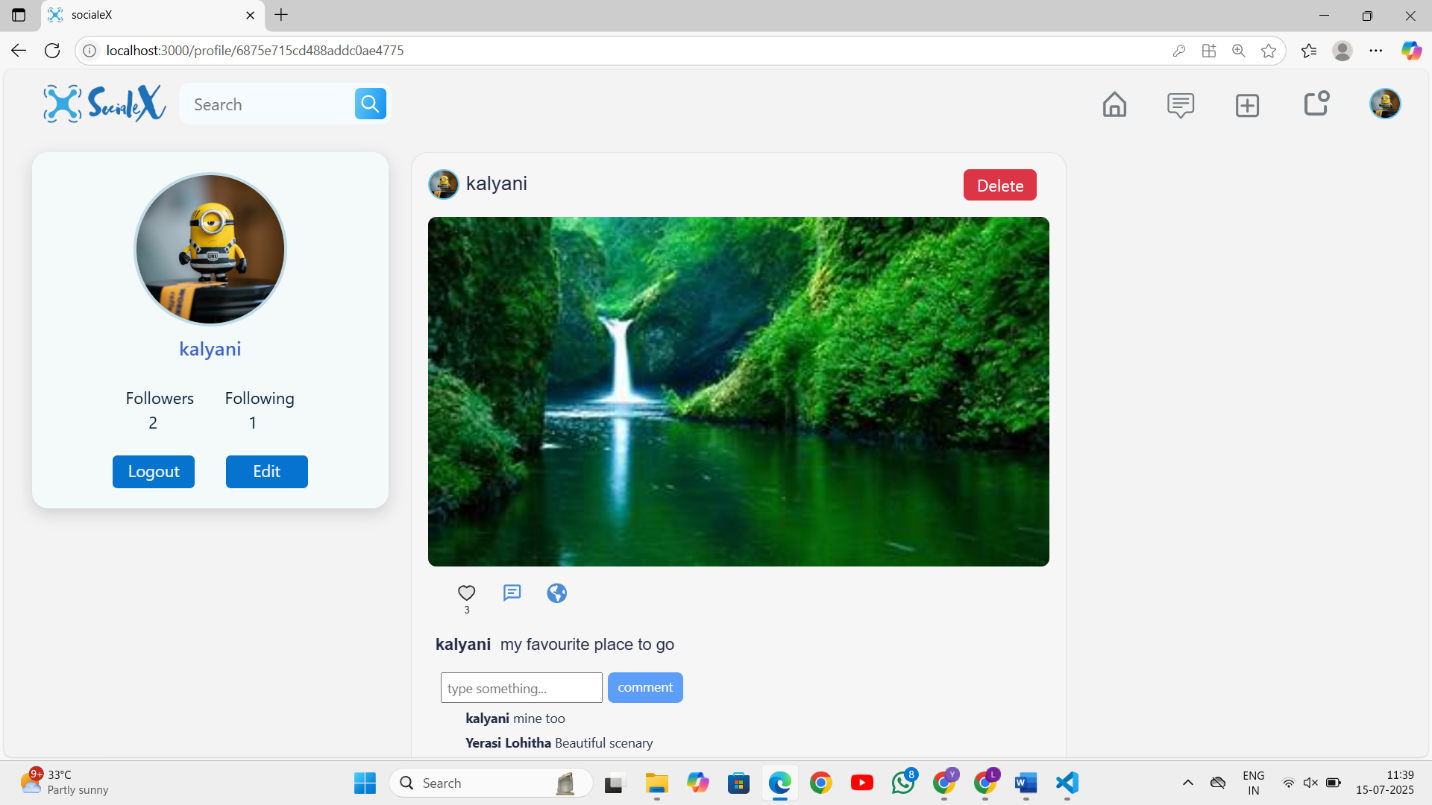 socialeX
localhost:3000/profile/6875e715cd488addc0ae4775
SocialeX
Search
kalyani
Followers
2
Following
1
Logout
Edit
kalyani
Delete
3
kalyani my favourite place to go
type something...
comment
kalyani mine too
Yerasi Lohitha Beautiful scenary
9+
33°C
Partly sunny
Search
8
Y
L
ENG
IN
11:39
15-07-2025